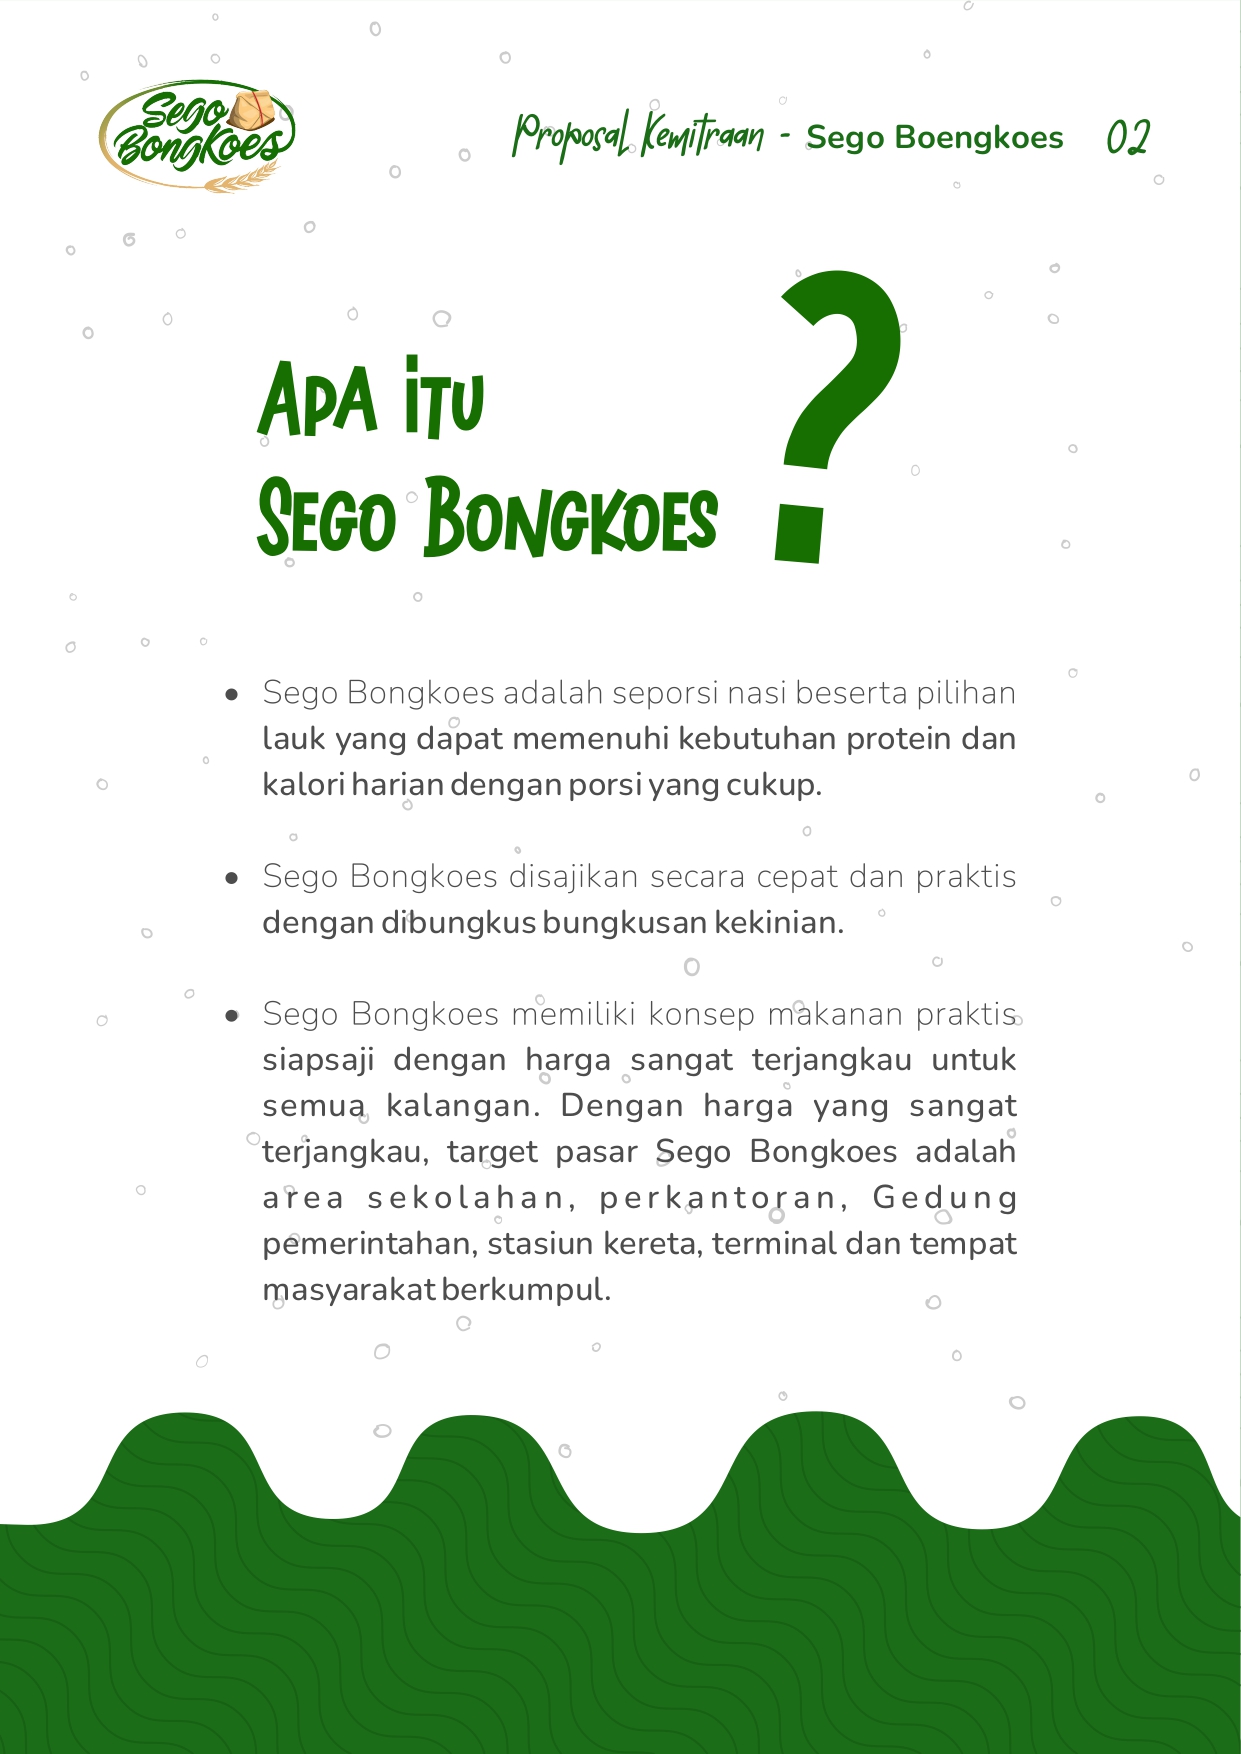 Sego
BongKoes
Proposal Kemitraan - Sego Boengkoes 02
APA iTU
SEGO BONGKOES ?
• Sego Bongkoes adalah seporsi nasi beserta pilihan
lauk yang dapat memenuhi kebutuhan protein dan
kalori harian dengan porsi yang cukup.
• Sego Bongkoes disajikan secara cepat dan praktis
dengan dibungkus bungkusan kekinian.
• Sego Bongkoes memiliki konsep makanan praktis
siapsaji dengan harga sangat terjangkau untuk
semua kalangan. Dengan harga yang sangat
terjangkau, target pasar Sego Bongkoes adalah
area sekolahan, perkantoran, Gedung
pemerintahan, stasiun kereta, terminal dan tempat
masyarakat berkumpul.